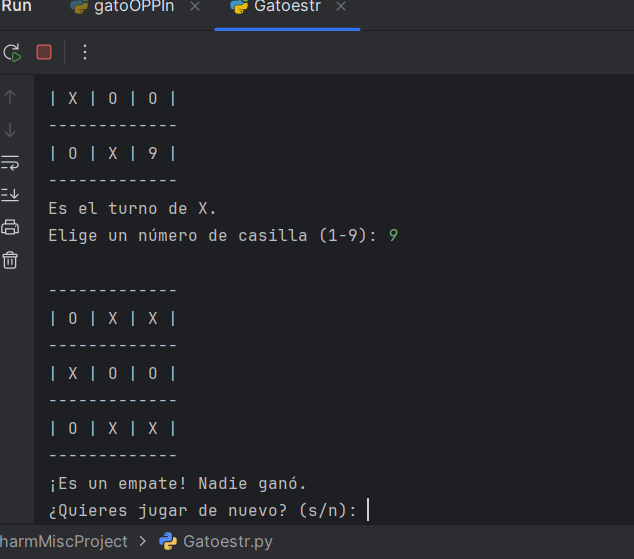 Run gatoOPPIn Gatoestr
| X | O | O |
-------------
| O | X | 9 |
-------------
Es el turno de X.
Elige un número de casilla (1-9): 9
-------------
| O | X | X |
-------------
| X | O | O |
-------------
| O | X | X |
-------------
¡Es un empate! Nadie ganó.
¿Quieres jugar de nuevo? (s/n):
harmMiscProject > Gatoestr.py